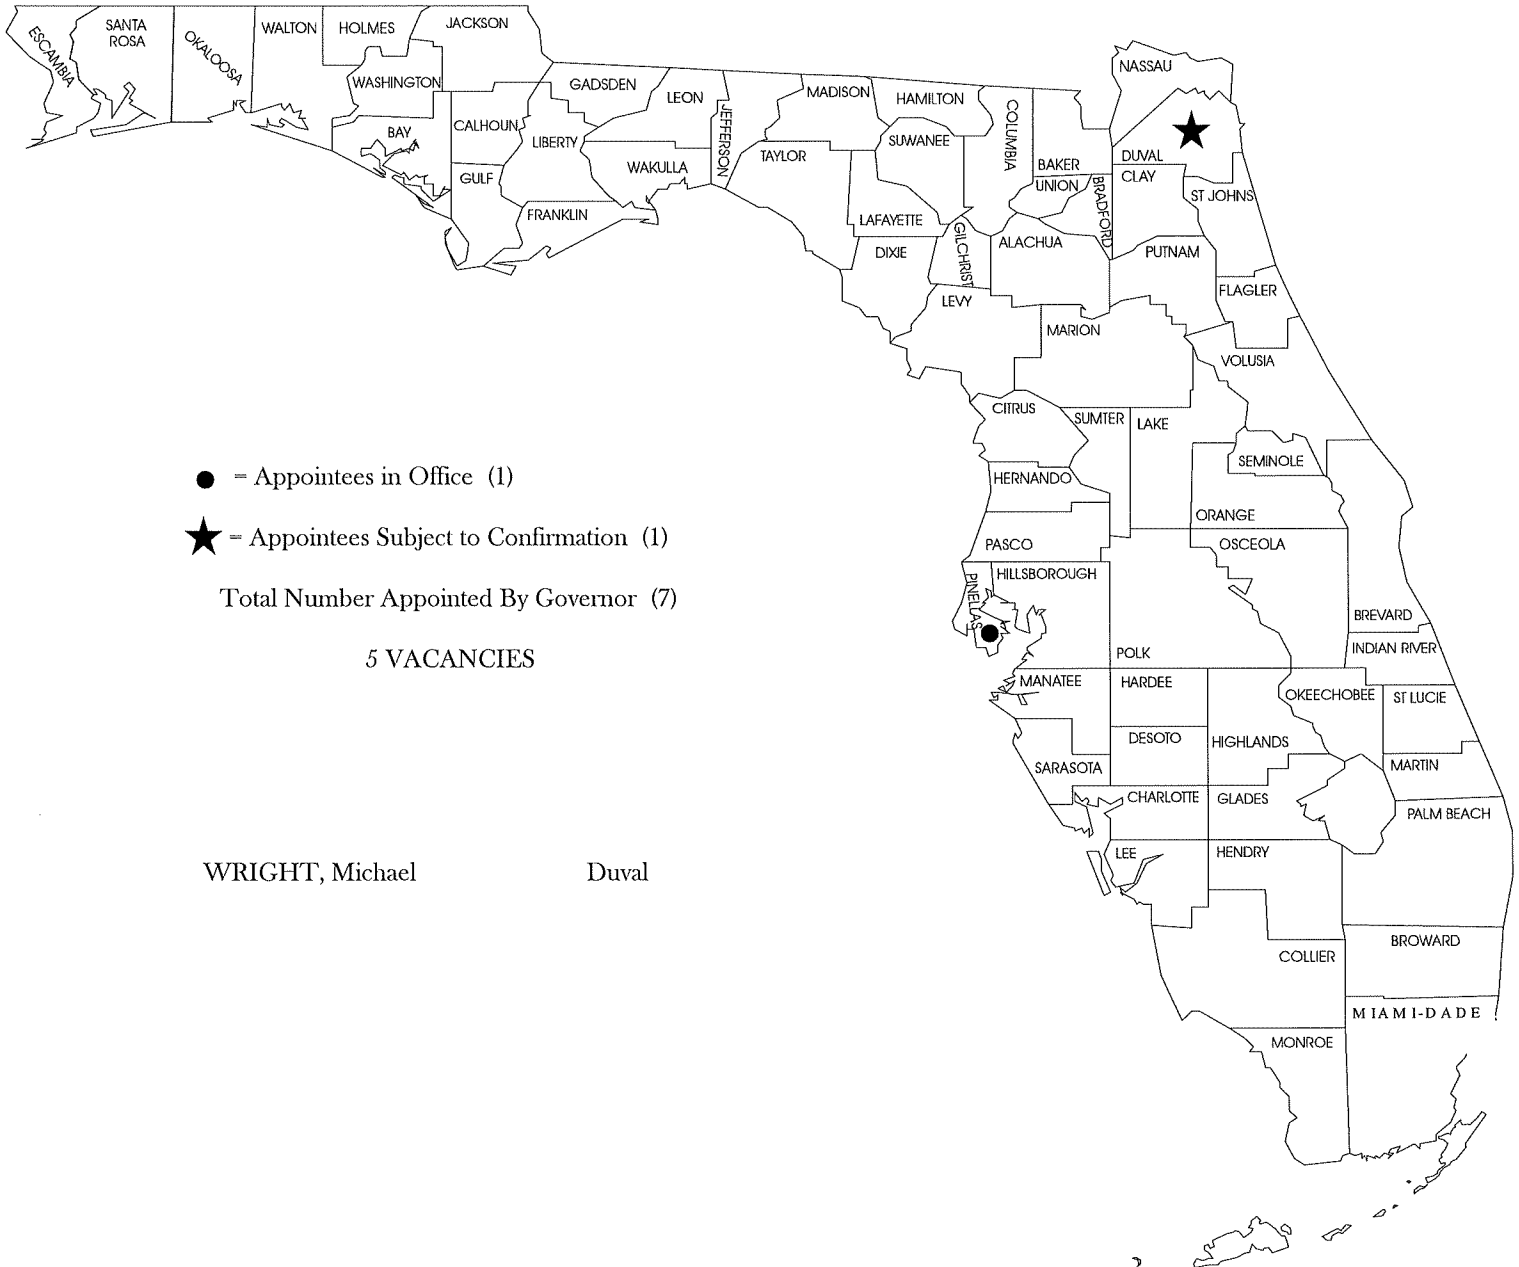 ESCAMBIA
SANTA
ROSA
OKALOOSA
WALTON
HOLMES
JACKSON
WASHINGTON
BAY
CALHOUN
GULF
GADSDEN
LIBERTY
FRANKLIN
LEON
WAKULLA
JEFFERSON
MADISON
TAYLOR
HAMILTON
SUWANEE
LAFAYETTE
DIXIE
COLUMBIA
GILCHRIST
LEVY
BAKER
UNION
BRADFORD
ALACHUA
NASSAU
DUVAL
CLAY
ST JOHNS
PUTNAM
FLAGLER
MARION
VOLUSIA
CITRUS
SUMTER
LAKE
SEMINOLE
HERNANDO
ORANGE
PASCO
OSCEOLA
PINELLAS
HILLSBOROUGH
POLK
BREVARD
INDIAN RIVER
MANATEE
HARDEE
OKEECHOBEE
ST LUCIE
DESOTO
HIGHLANDS
SARASOTA
MARTIN
CHARLOTTE
GLADES
PALM BEACH
LEE
HENDRY
COLLIER
BROWARD
MIAMI-DADE
MONROE
= Appointees in Office (1)
= Appointees Subject to Confirmation (1)
Total Number Appointed By Governor (7)
5 VACANCIES
WRIGHT, Michael Duval